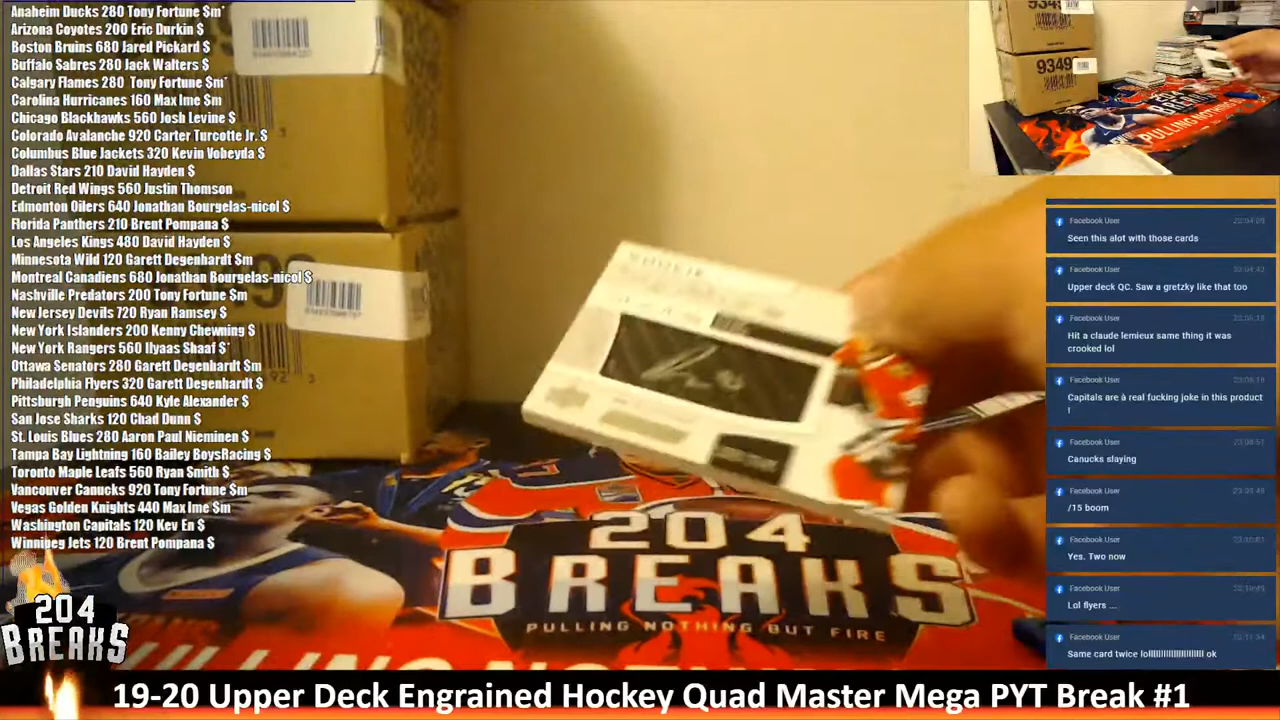 Anaheim Ducks 280 Tony Fortune $m*
Arizona Coyotes 200 Eric Durkin $
Boston Bruins 680 Jared Pickard $
Buffalo Sabres 280 Jack Walters $
Calgary Flames 280 Tony Fortune $m*
Carolina Hurricanes 160 Max Ime $m
Chicago Blackhawks 560 Josh Levine $
Colorado Avalanche 920 Carter Turcotte Jr. $
Columbus Blue Jackets 320 Kevin Vobeyda $
Dallas Stars 210 David Hayden $
Detroit Red Wings 560 Justin Thomson
Edmonton Oilers 640 Jonathan Bourgelas-nicol $
Florida Panthers 210 Brent Pompana $
Los Angeles Kings 480 David Hayden $
Minnesota Wild 120 Garett Degenhardt $m
Montreal Canadiens 680 Jonathan Bourgelas-nicol $
Nashville Predators 200 Tony Fortune $m
New Jersey Devils 720 Ryan Ramsey $
New York Islanders 200 Kenny Chewning $
New York Rangers 560 Ilyaas Shaaf $*
Ottawa Senators 280 Garett Degenhardt $m
Philadelphia Flyers 320 Garett Degenhardt $
Pittsburgh Penguins 640 Kyle Alexander $
San Jose Sharks 120 Chad Dunn $
St. Louis Blues 280 Aaron Paul Nieminen $
Tampa Bay Lightning 160 Bailey BoysRacing $
Toronto Maple Leafs 560 Ryan Smith $
Vancouver Canucks 920 Tony Fortune $m
Vegas Golden Knights 440 Max Ime $m
Washington Capitals 120 Kev En $
Winnipeg Jets 120 Brent Pompana $
204
BREAKS
204
BREAKS
PULLING NOTHING BUT FIRE
9349
Facebook User
Seen this alot with those cards
Facebook User
Upper deck QC. Saw a gretzky like that too
Facebook User
Hit a claude lemieux same thing it was
crooked lol
Facebook User
Capitals are à real fucking joke in this product
!
Facebook User
Canucks slaying
Facebook User
/15 boom
Facebook User
Yes. Two now
Facebook User
Lol flyers ...
Facebook User
19-20 Upper Deck Engrained Hockey Quad Master Mega PYT Break #1